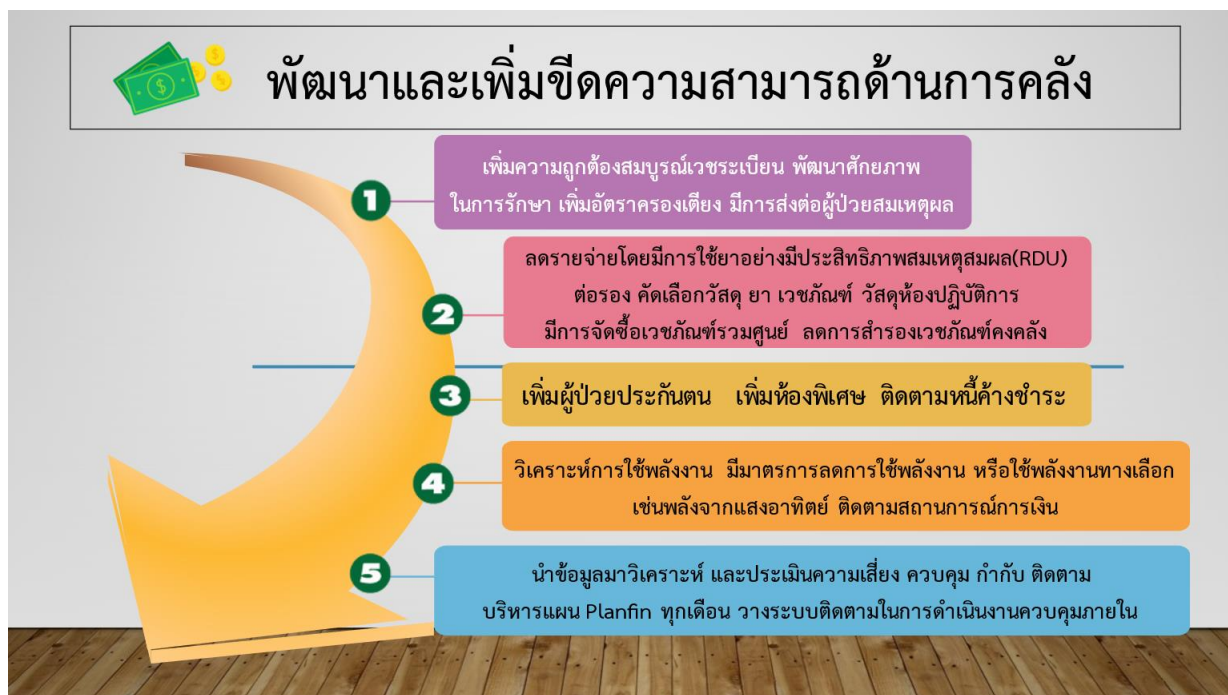 พัฒนาและเพิ่มขีดความสามารถด้านการคลัง
1
เพิ่มความถูกต้องสมบูรณ์เวชระเบียน พัฒนาศักยภาพ
ในการรักษา เพิ่มอัตราครองเตียง มีการส่งต่อผู้ป่วยสมเหตุผล
2
ลดรายจ่ายโดยมีการใช้ยาอย่างมีประสิทธิภาพสมเหตุสมผล(RDU)
ต่อรอง คัดเลือกวัสดุ ยา เวชภัณฑ์ วัสดุห้องปฏิบัติการ
มีการจัดซื้อเวชภัณฑ์รวมศูนย์ ลดการสำรองเวชภัณฑ์คงคลัง
3
เพิ่มผู้ป่วยประกันตน เพิ่มห้องพิเศษ ติดตามหนี้ค้างชำระ
4
วิเคราะห์การใช้พลังงาน มีมาตรการลดการใช้พลังงาน หรือใช้พลังงานทางเลือก
เช่นพลังจากแสงอาทิตย์ ติดตามสถานการณ์การเงิน
5
นำข้อมูลมาวิเคราะห์ และประเมินความเสี่ยง ควบคุม กำกับ ติดตาม
บริหารแผน Planfin ทุกเดือน วางระบบติดตามในการดำเนินงานควบคุมภายใน